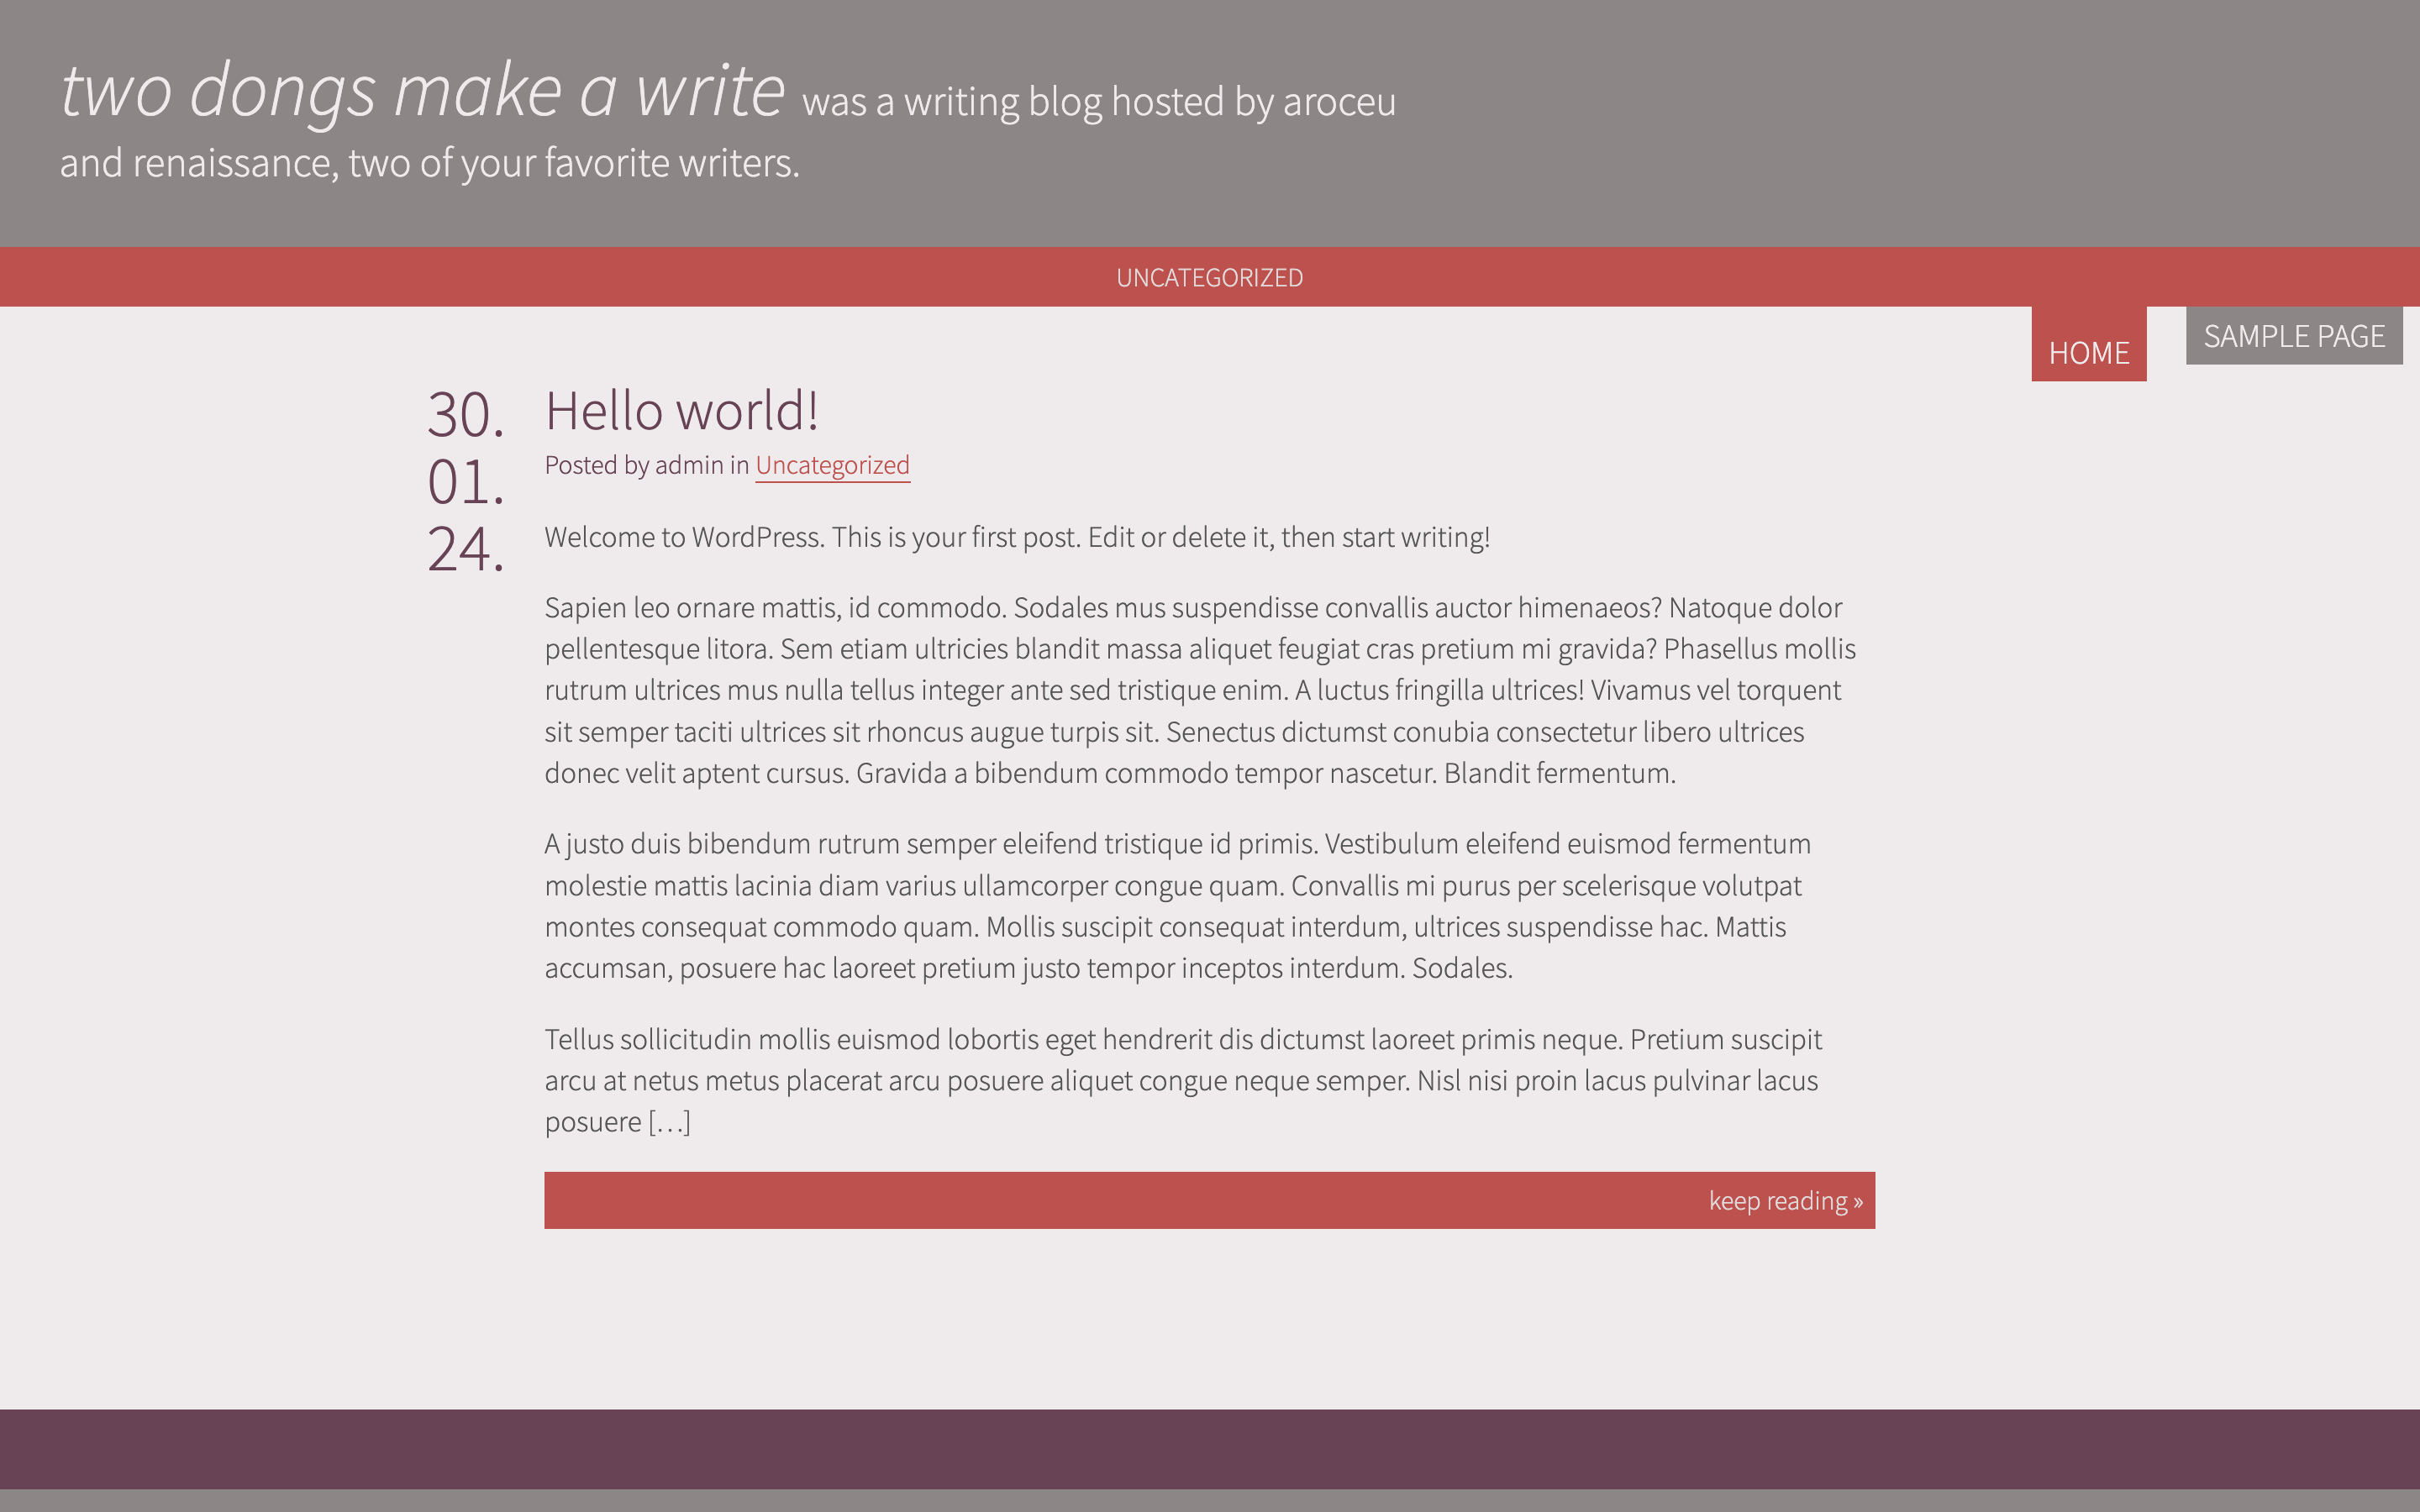 two dongs make a write was a writing blog hosted by aroceu
and renaissance, two of your favorite writers.
UNCATEGORIZED
HOME
SAMPLE PAGE
30.
01.
24.
Hello world!
Posted by admin in Uncategorized
Welcome to WordPress. This is your first post. Edit or delete it, then start writing!
Sapien leo ornare mattis, id commodo. Sodales mus suspendisse convallis auctor himenaeos? Natoque dolor
pellentesque litora. Sem etiam ultricies blandit massa aliquet feugiat cras pretium mi gravida? Phasellus mollis
rutrum ultrices mus nulla tellus integer ante sed tristique enim. A luctus fringilla ultrices! Vivamus vel torquent
sit semper taciti ultrices sit rhoncus augue turpis sit. Senectus dictumst conubia consectetur libero ultrices
donec velit aptent cursus. Gravida a bibendum commodo tempor nascetur. Blandit fermentum.
A justo duis bibendum rutrum semper eleifend tristique id primis. Vestibulum eleifend euismod fermentum
molestie mattis lacinia diam varius ullamcorper congue quam. Convallis mi purus per scelerisque volutpat
montes consequat commodo quam. Mollis suscipit consequat interdum, ultrices suspendisse hac. Mattis
accumsan, posuere hac laoreet pretium justo tempor inceptos interdum. Sodales.
Tellus sollicitudin mollis euismod lobortis eget hendrerit dis dictumst laoreet primis neque. Pretium suscipit
arcu at netus metus placerat arcu posuere aliquet congue neque semper. Nisl nisi proin lacus pulvinar lacus
posuere […]
keep reading »